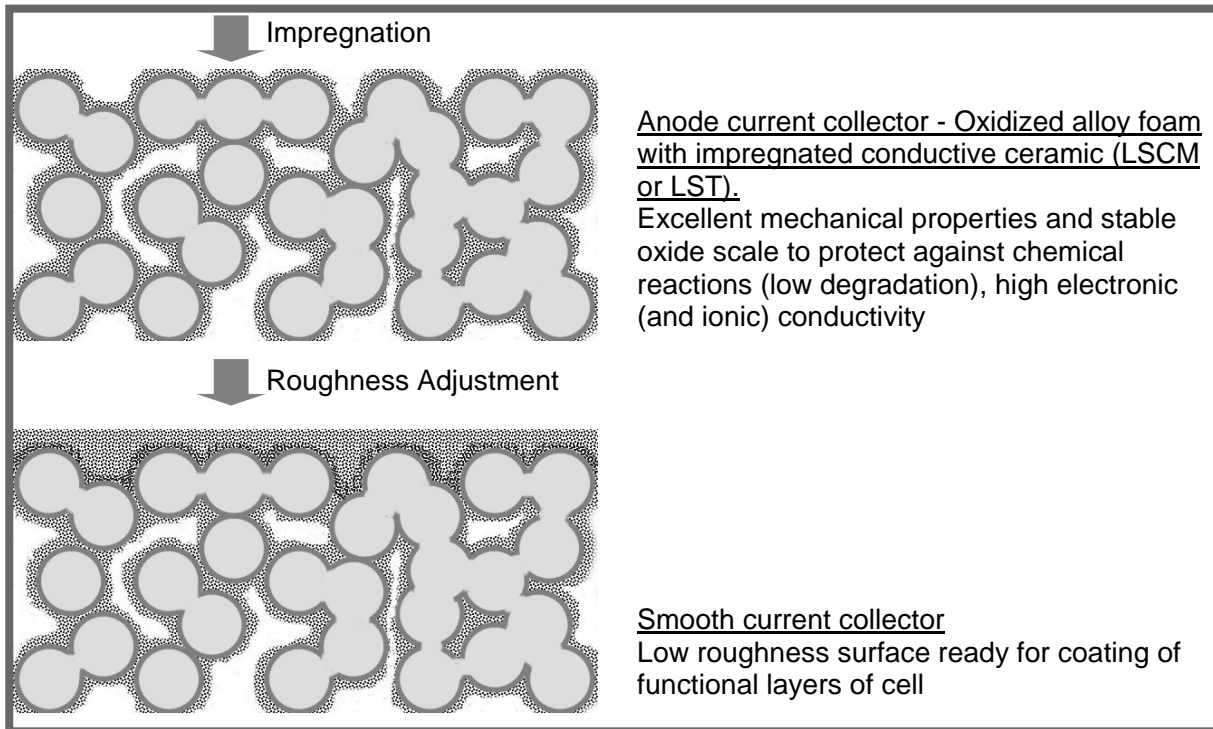 Impregnation
Anode current collector - Oxidized alloy foam
with impregnated conductive ceramic (LSCM
or LST).
Excellent mechanical properties and stable
oxide scale to protect against chemical
reactions (low degradation), high electronic
(and ionic) conductivity
Roughness Adjustment
Smooth current collector
Low roughness surface ready for coating of
functional layers of cell